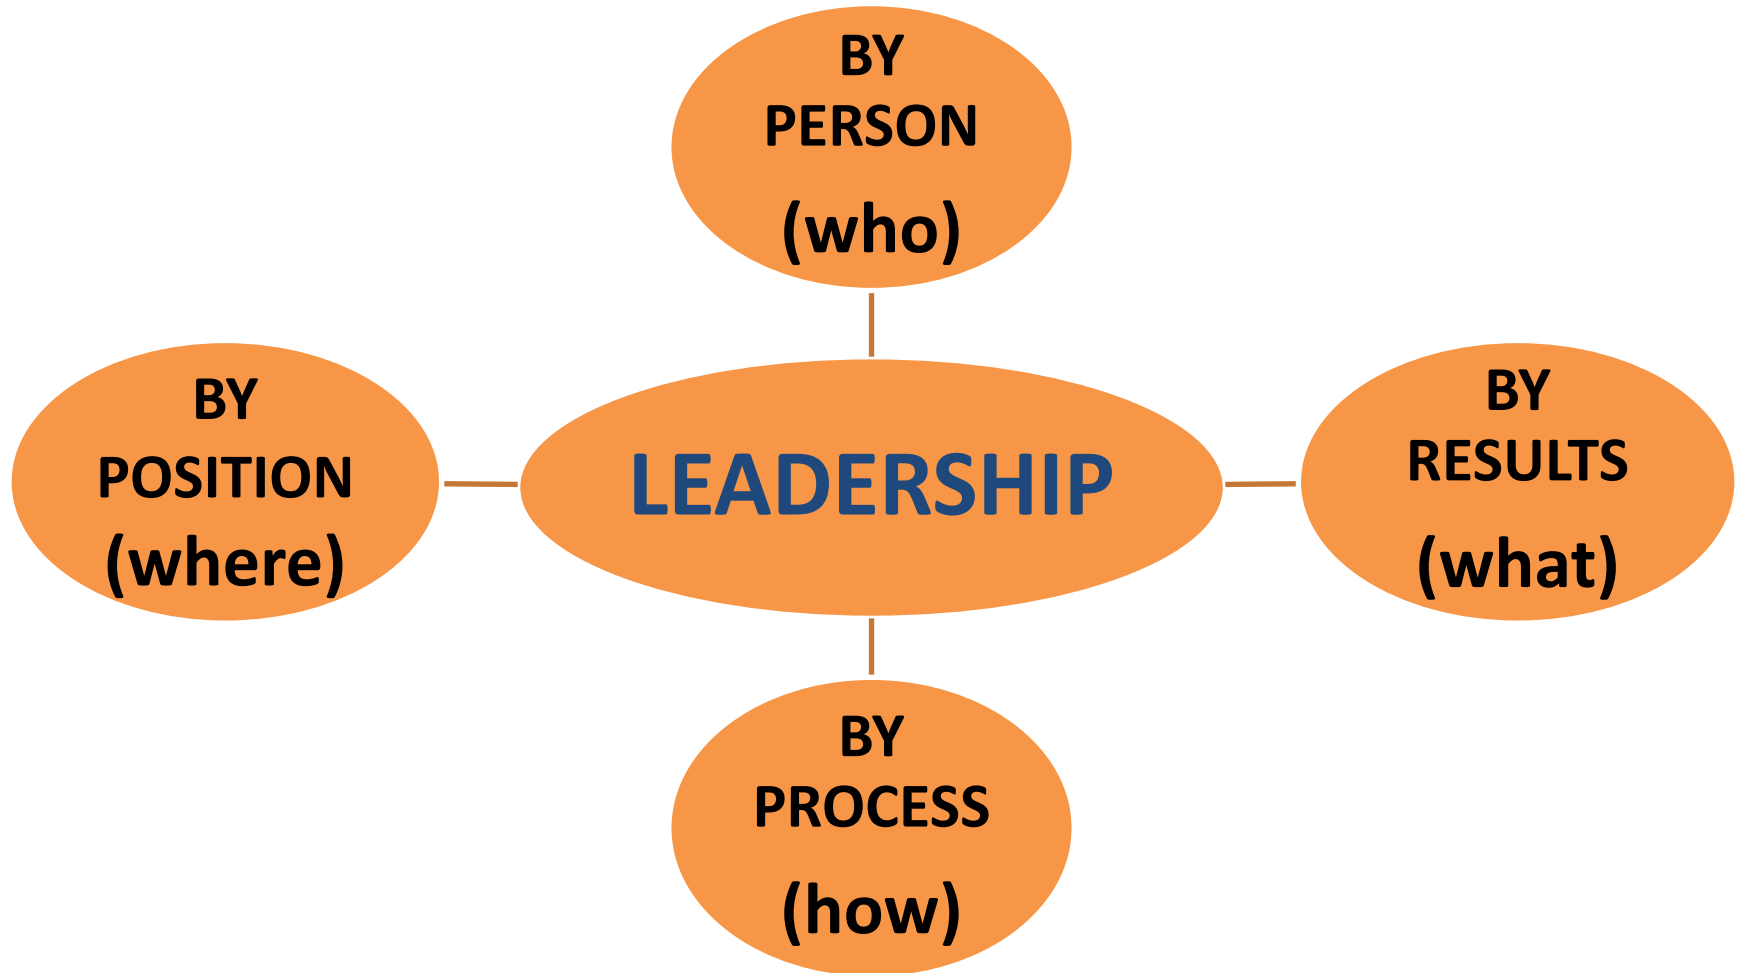 BY
PERSON
(who)
BY
POSITION
(where)
LEADERSHIP
BY
RESULTS
(what)
BY
PROCESS
(how)